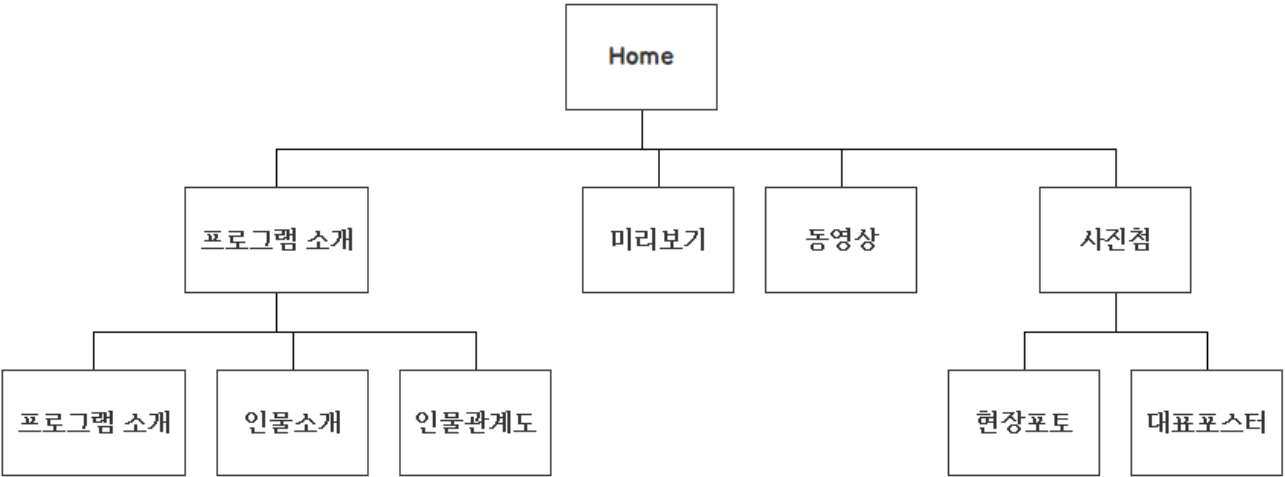 Home
프로그램 소개
미리보기
동영상
사진첨
프로그램 소개
인물소개
인물관계도
현장포토
대표포스터